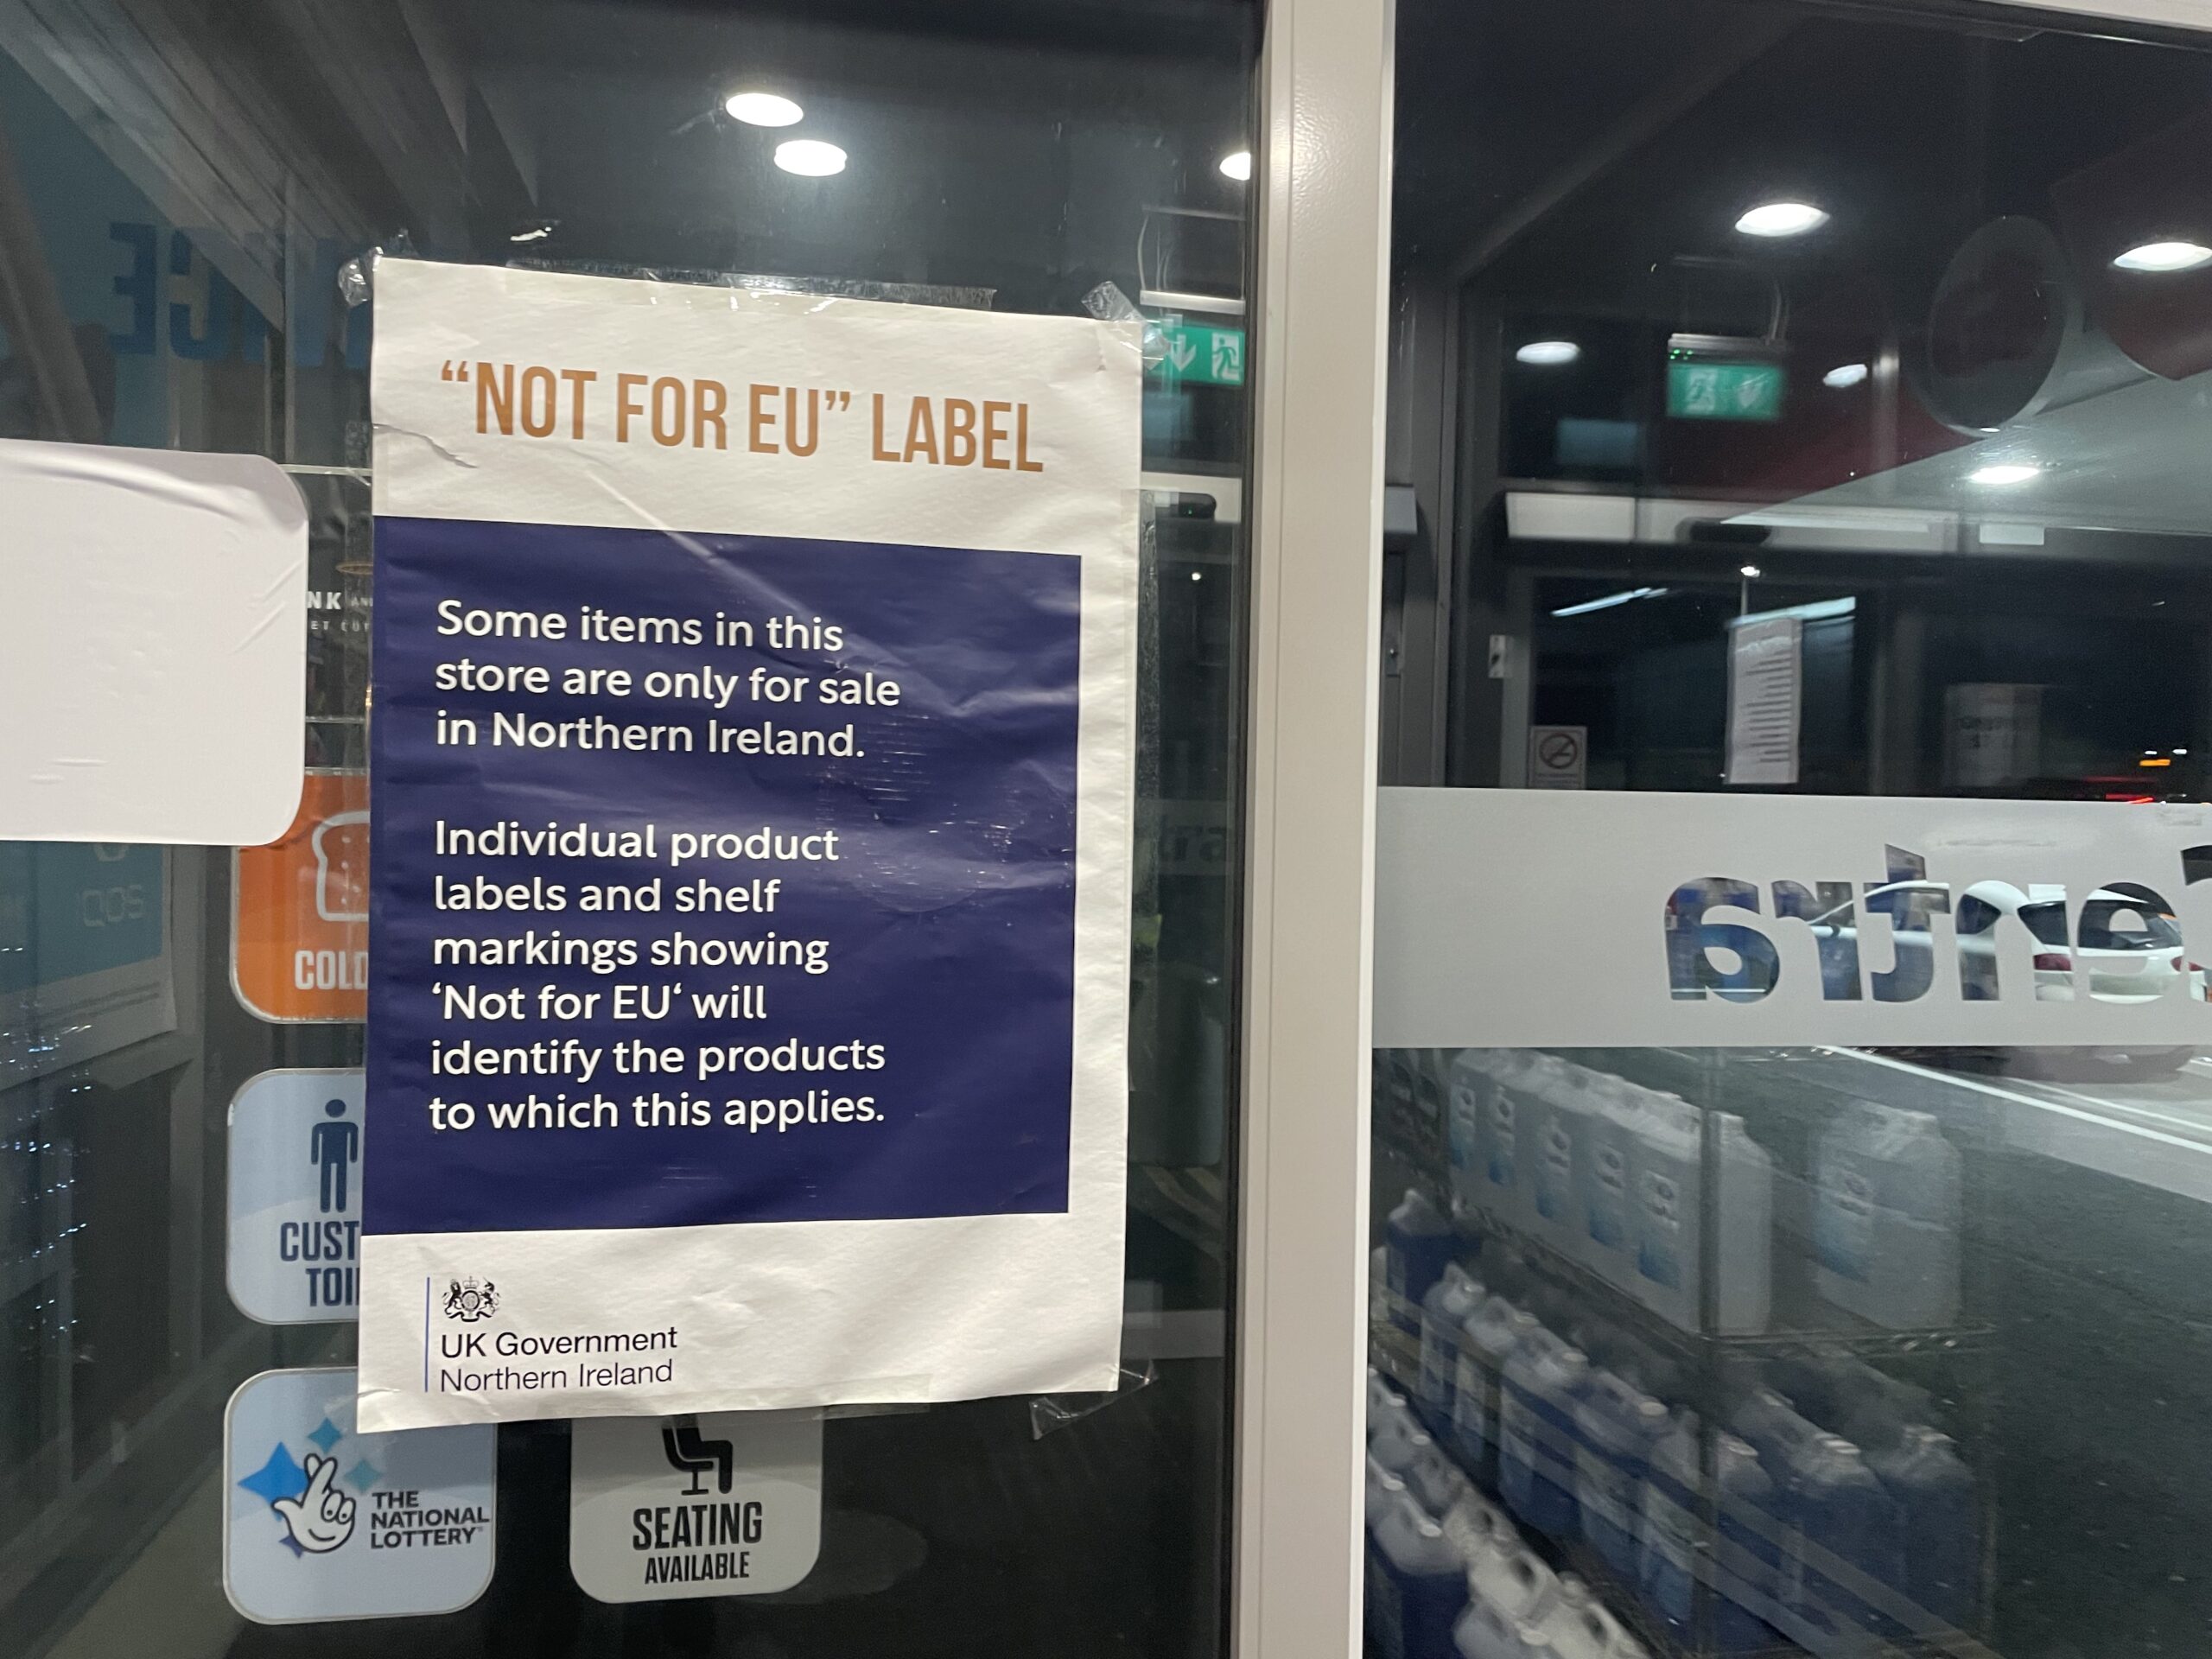 “NOT FOR EU” LABEL
Some items in this
store are only for sale
in Northern Ireland.
Individual product
labels and shelf
markings showing
‘Not for EU‘ will
identify the products
to which this applies.
UK Government
Northern Ireland
COLD
CUST
TOI
THE
NATIONAL
LOTTERY
SEATING
AVAILABLE
IQOS
entra